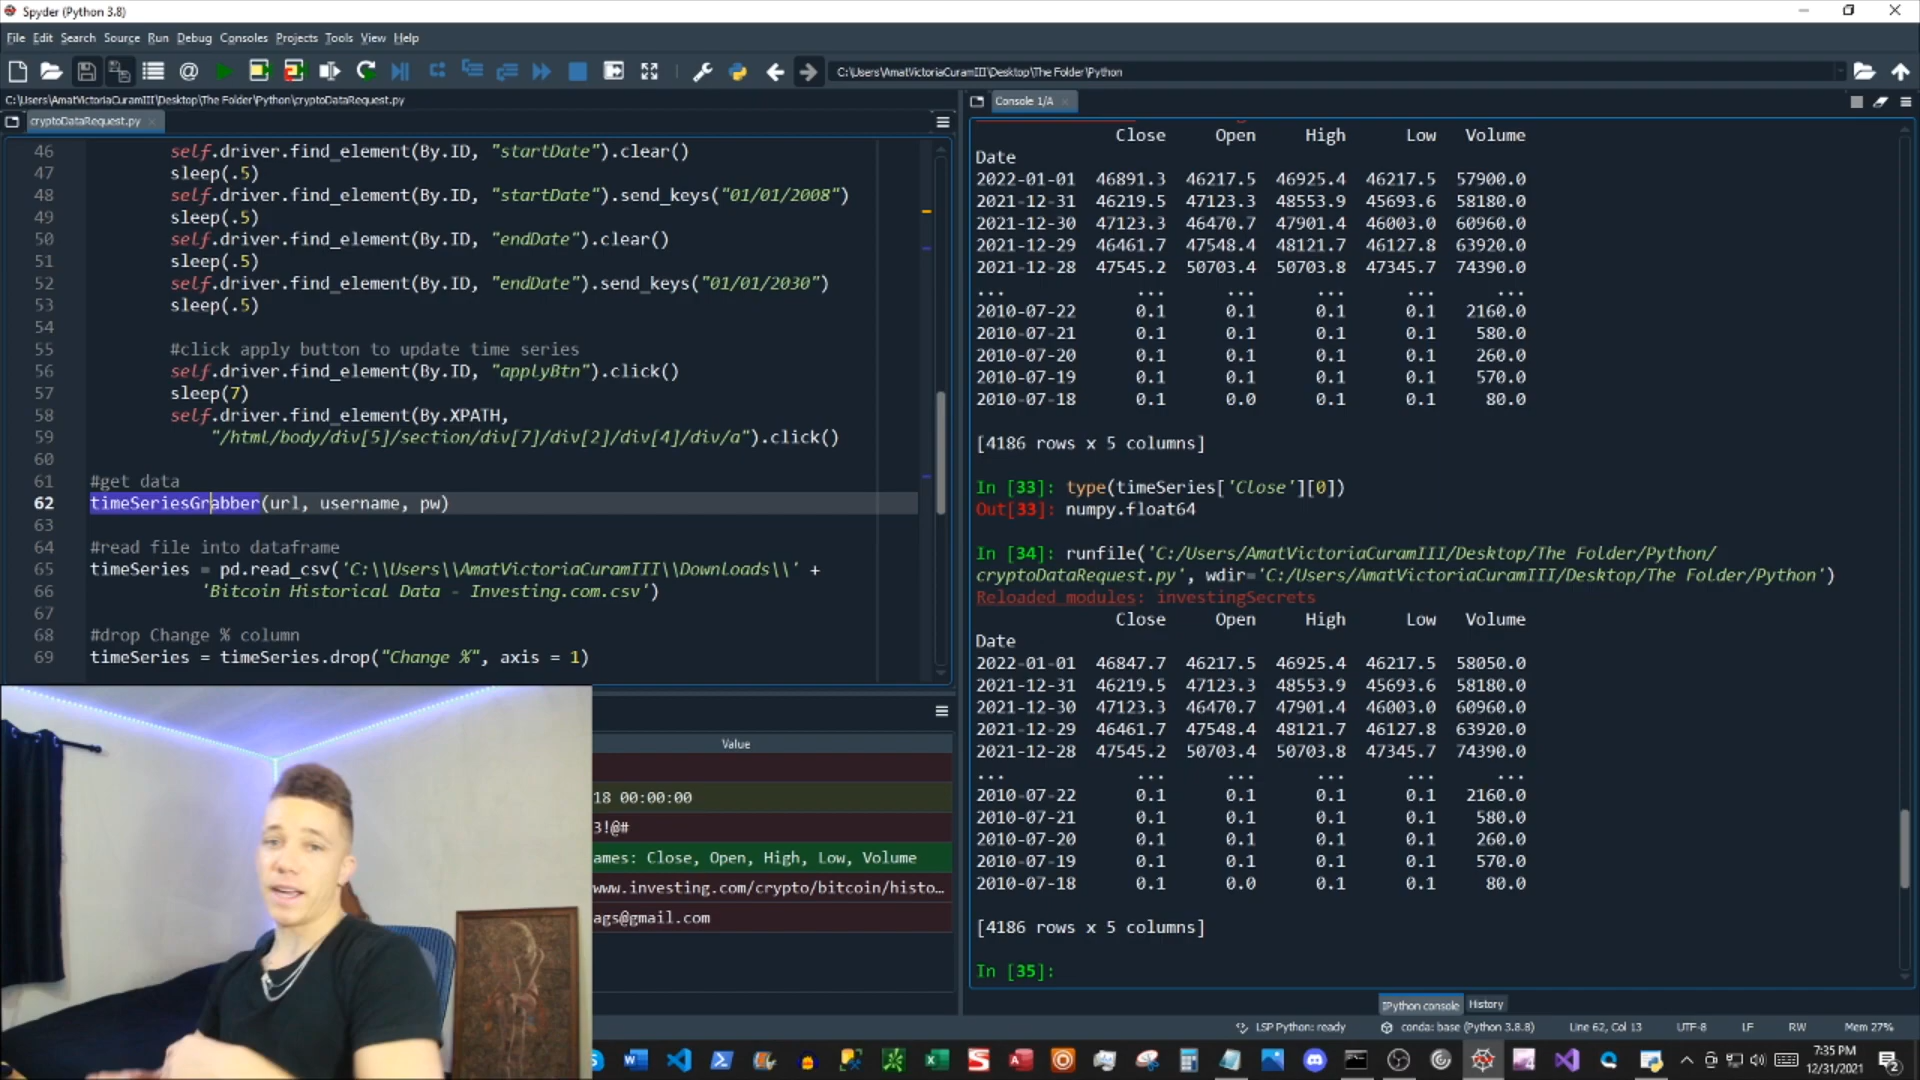 Spyder (Python 3.8)
File Edit Search Source Run Debug Consoles Projects Tools View Help
C:\Users\AmatVictoriaCuramIII\Desktop\The Folder\Python
C:\Users\AmatVictoriaCuramIII\Desktop\The Folder\Python\cryptoDataRequest.py
cryptoDataRequest.py
46 self.driver.find_element(By.ID, "startDate").clear()
47 sleep(.5)
48 self.driver.find_element(By.ID, "startDate").send_keys("01/01/2008")
49 sleep(.5)
50 self.driver.find_element(By.ID, "endDate").clear()
51 sleep(.5)
52 self.driver.find_element(By.ID, "endDate").send_keys("01/01/2030")
53 sleep(.5)
54
55 #click apply button to update time series
56 self.driver.find_element(By.ID, "applyBtn").click()
57 sleep(7)
58 self.driver.find_element(By.XPATH,
59 "/html/body/div[5]/section/div[7]/div[2]/div[4]/div/a").click()
60
61 #get data
62 timeSeriesGrabber(url, username, pw)
63
64 #read file into dataframe
65 timeSeries = pd.read_csv('C:\\Users\\AmatVictoriaCuramIII\\Downloads\\' +
66 'Bitcoin Historical Data - Investing.com.csv')
67
68 #drop Change % column
69 timeSeries = timeSeries.drop("Change %", axis = 1)
Value
18 00:00:00
3!@#
ames: Close, Open, High, Low, Volume
www.investing.com/crypto/bitcoin/histo...
ags@gmail.com
Console 1/A
Close Open High Low Volume
Date
2022-01-01 46891.3 46217.5 46925.4 46217.5 57900.0
2021-12-31 46219.5 47123.3 48553.9 45693.6 58180.0
2021-12-30 47123.3 46470.7 47901.4 46003.0 60960.0
2021-12-29 46461.7 47548.4 48121.7 46127.8 63920.0
2021-12-28 47545.2 50703.4 50703.8 47345.7 74390.0
... ... ... ... ... ...
2010-07-22 0.1 0.1 0.1 0.1 2160.0
2010-07-21 0.1 0.1 0.1 0.1 580.0
2010-07-20 0.1 0.1 0.1 0.1 260.0
2010-07-19 0.1 0.1 0.1 0.1 570.0
2010-07-18 0.1 0.0 0.1 0.1 80.0
[4186 rows x 5 columns]
In [33]: type(timeSeries['Close'][0])
Out[33]: numpy.float64
In [34]: runfile('C:/Users/AmatVictoriaCuramIII/Desktop/The Folder/Python/
cryptoDataRequest.py', wdir='C:/Users/AmatVictoriaCuramIII/Desktop/The Folder/Python')
Reloaded modules: investingSecrets
Close Open High Low Volume
Date
2022-01-01 46847.7 46217.5 46925.4 46217.5 58050.0
2021-12-31 46219.5 47123.3 48553.9 45693.6 58180.0
2021-12-30 47123.3 46470.7 47901.4 46003.0 60960.0
2021-12-29 46461.7 47548.4 48121.7 46127.8 63920.0
2021-12-28 47545.2 50703.4 50703.8 47345.7 74390.0
... ... ... ... ... ...
2010-07-22 0.1 0.1 0.1 0.1 2160.0
2010-07-21 0.1 0.1 0.1 0.1 580.0
2010-07-20 0.1 0.1 0.1 0.1 260.0
2010-07-19 0.1 0.1 0.1 0.1 570.0
2010-07-18 0.1 0.0 0.1 0.1 80.0
[4186 rows x 5 columns]
In [35]:
IPython console History
LSP Python: ready conda: base (Python 3.8.8) Line 62, Col 13 UTF-8 LF RW Mem 27%
7:35 PM
12/31/2021
2